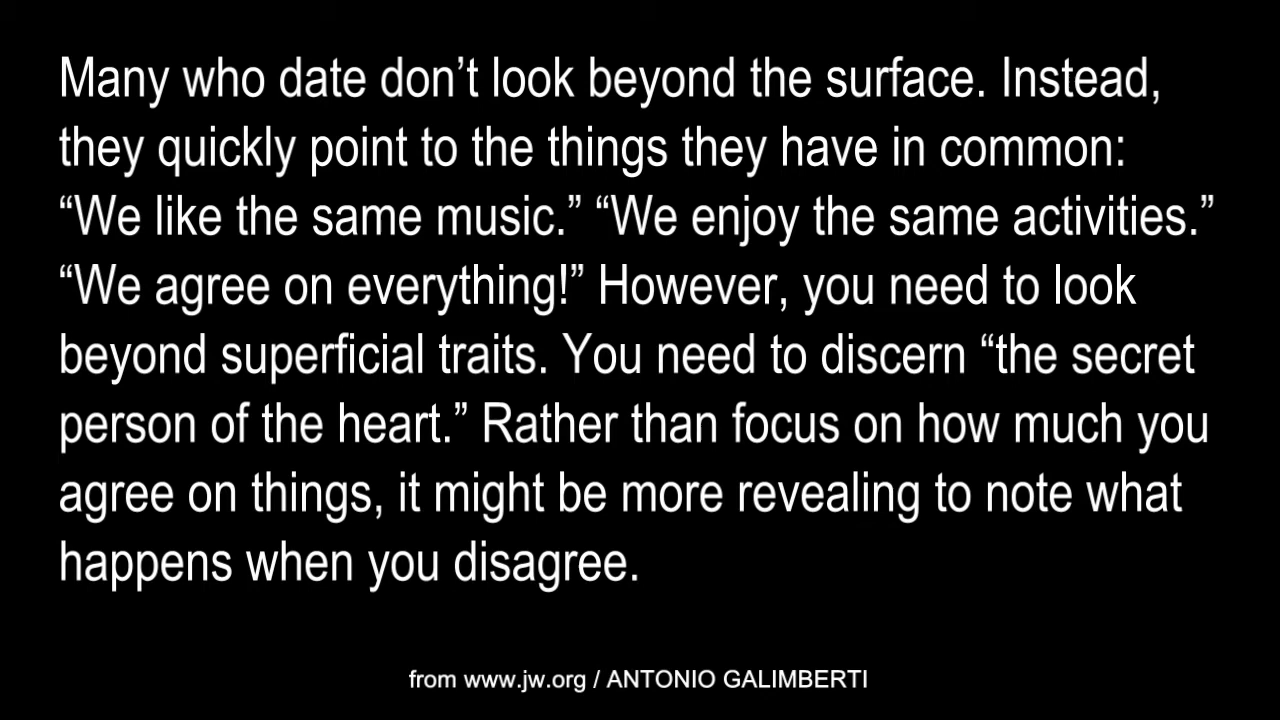 Many who date don’t look beyond the surface. Instead,
they quickly point to the things they have in common:
“We like the same music.” “We enjoy the same activities.”
“We agree on everything!” However, you need to look
beyond superficial traits. You need to discern “the secret
person of the heart.” Rather than focus on how much you
agree on things, it might be more revealing to note what
happens when you disagree.
from www.jw.org / ANTONIO GALIMBERTI